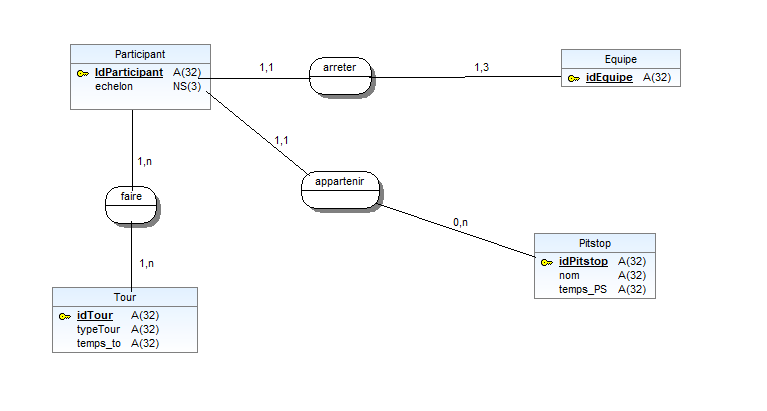 Participant
IdParticipant A(32)
echelon NS(3)
1,1
arreter
1,3
Equipe
idEquipe A(32)
1,1
appartenir
0,n
Pitstop
idPitstop A(32)
nom A(32)
temps_PS A(32)
1,n
faire
1,n
Tour
idTour A(32)
typeTour A(32)
temps_to A(32)